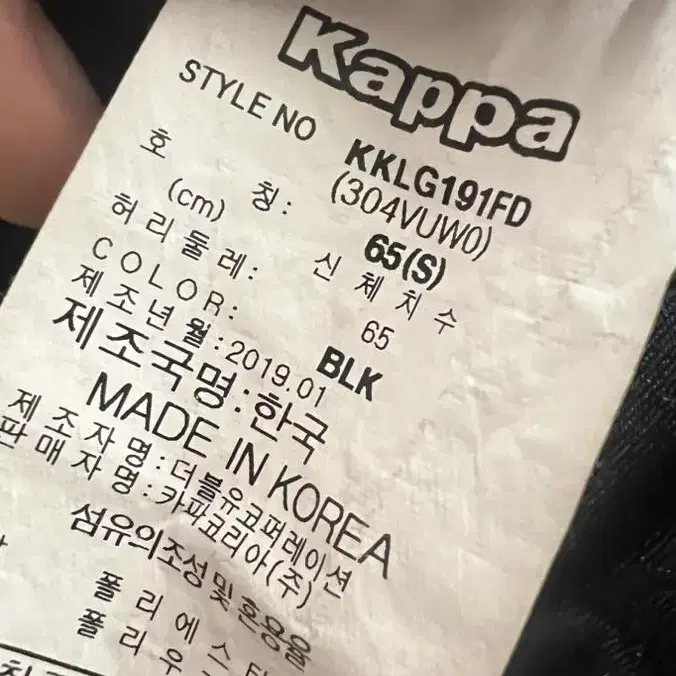 Kappa
STYLE NO KKLG191FD
(304VUW0)
호 칭: 65(S)
(cm) 신 체 치 수
허 리 둘 레: 65
COLOR: BLK
제 조 년 월:2019.01
제조국명:한국
MADE IN KOREA
제 조 자 명:더블유코퍼레이션
판 매 자 명:카파코리아(주)
섬유의조성 및 혼용율
폴 리 에 스
폴 리 우